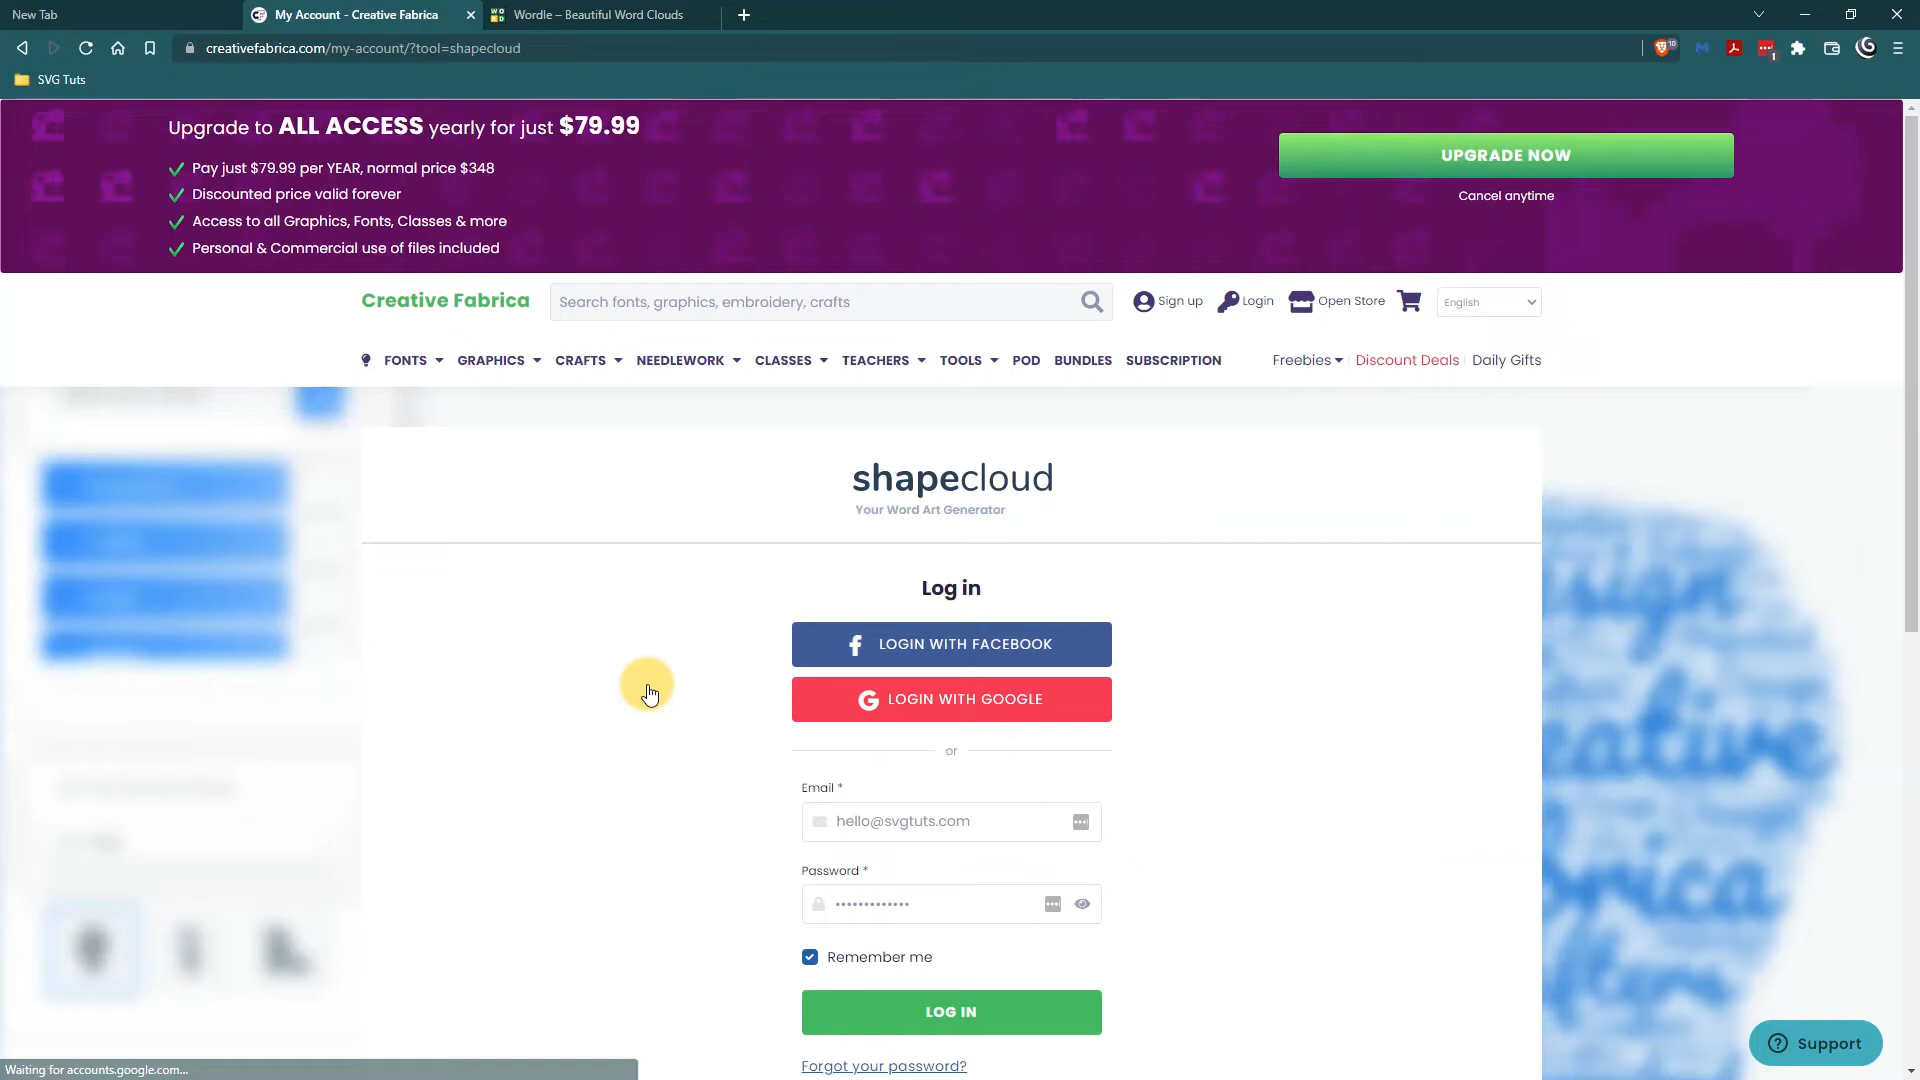 New Tab
My Account - Creative Fabrica
Wordle – Beautiful Word Clouds
creativefabrica.com/my-account/?tool=shapecloud
10
1
SVG Tuts
Upgrade to ALL ACCESS yearly for just $79.99
Pay just $79.99 per YEAR, normal price $348
Discounted price valid forever
Access to all Graphics, Fonts, Classes & more
Personal & Commercial use of files included
UPGRADE NOW
Cancel anytime
Creative Fabrica
Search fonts, graphics, embroidery, crafts
Sign up
Login
Open Store
English
FONTS GRAPHICS CRAFTS NEEDLEWORK CLASSES TEACHERS TOOLS POD BUNDLES SUBSCRIPTION
Freebies Discount Deals Daily Gifts
shapecloud
Your Word Art Generator
Log in
LOGIN WITH FACEBOOK
LOGIN WITH GOOGLE
or
Email *
hello@svgtuts.com
Password *
•••••••••••••
Remember me
LOG IN
Forgot your password?
Support
Waiting for accounts.google.com...